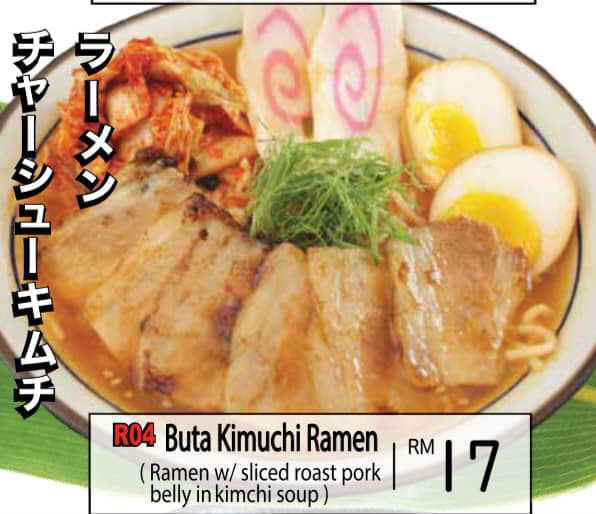 ラーメン
チャーシューキムチ
R04 Buta Kimuchi Ramen
( Ramen w/ sliced roast pork
belly in kimchi soup )
RM 17